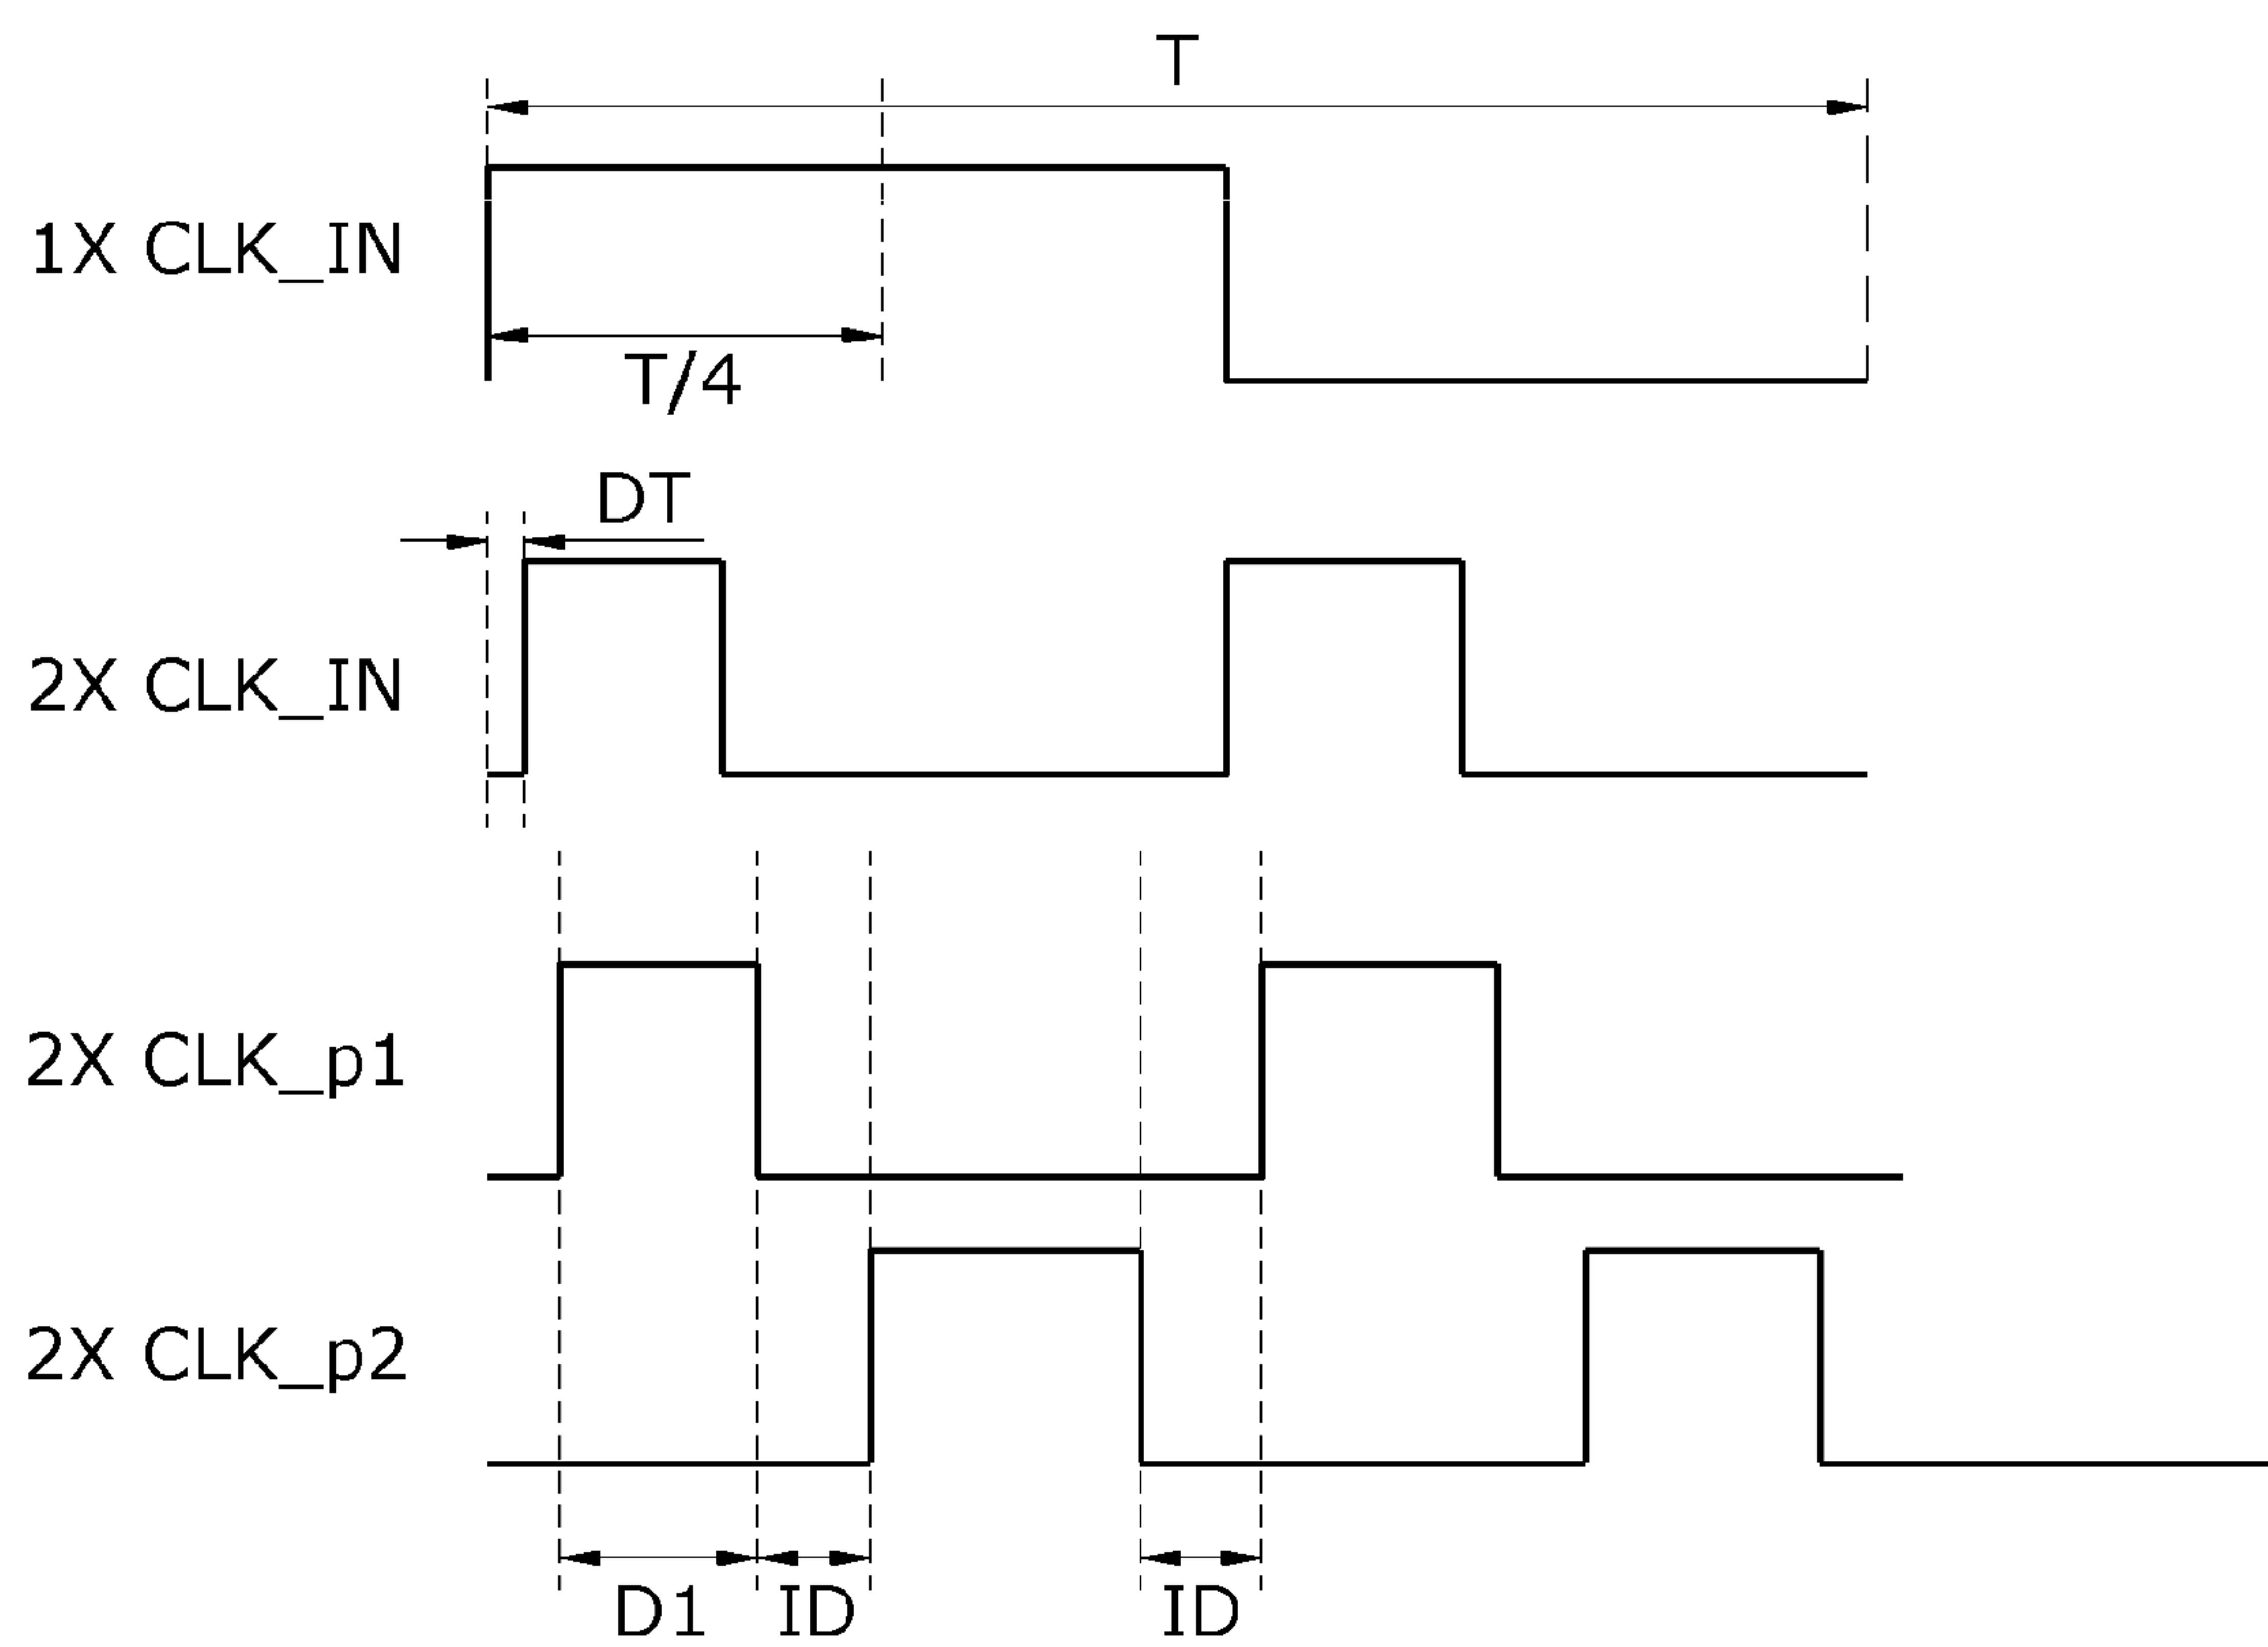 T
1X CLK_IN
T/4
DT
2X CLK_IN
2X CLK_p1
2X CLK_p2
D1 ID ID